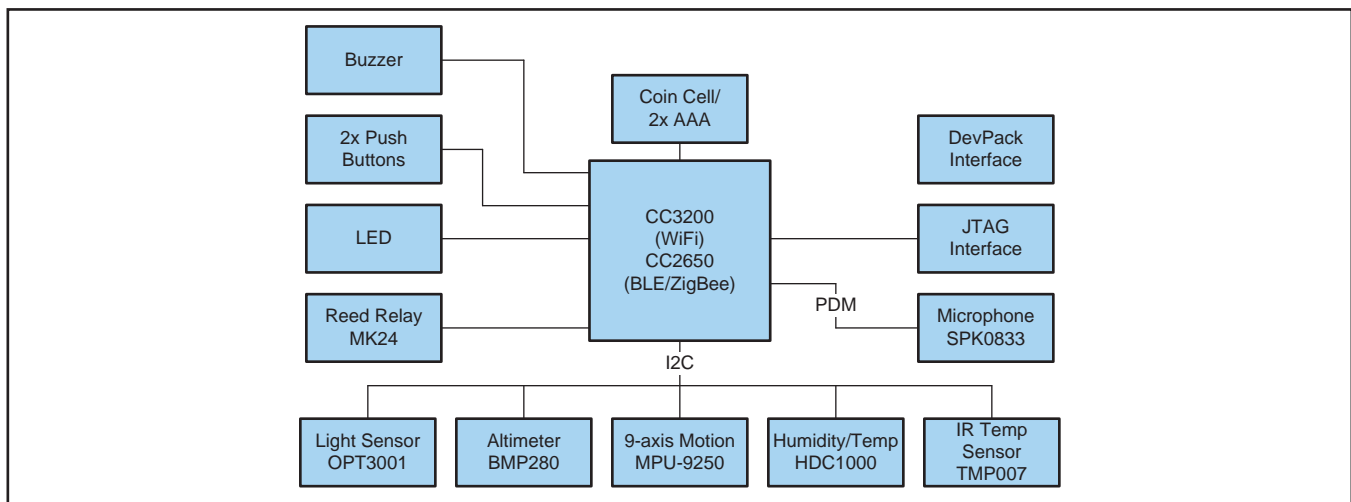 Buzzer
Coin Cell/
2x AAA
2x Push
Buttons
DevPack
Interface
LED
CC3200
(WiFi)
CC2650
(BLE/ZigBee)
JTAG
Interface
Reed Relay
MK24
PDM
Microphone
SPK0833
I2C
Light Sensor
OPT3001
Altimeter
BMP280
9-axis Motion
MPU-9250
Humidity/Temp
HDC1000
IR Temp
Sensor
TMP007